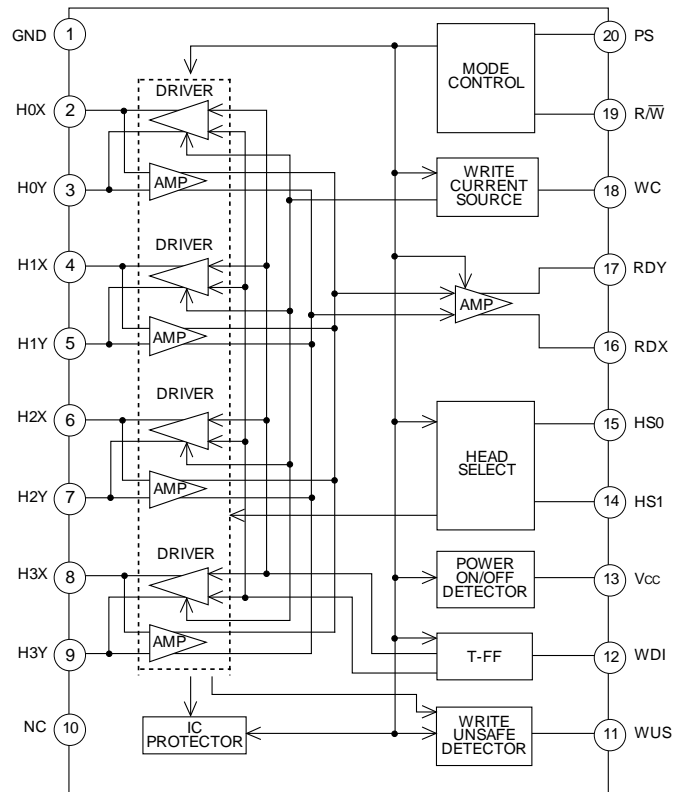 GND 1
20 PS
DRIVER
MODE
CONTROL
H0X 2
19 R/W̅
AMP
WRITE
CURRENT
SOURCE
H0Y 3
18 WC
DRIVER
H1X 4
17 RDY
AMP
AMP
H1Y 5
16 RDX
DRIVER
H2X 6
15 HS0
HEAD
SELECT
AMP
H2Y 7
14 HS1
DRIVER
POWER
ON/OFF
DETECTOR
H3X 8
13 VCC
AMP
T-FF
H3Y 9
12 WDI
NC 10
IC
PROTECTOR
WRITE
UNSAFE
DETECTOR
11 WUS